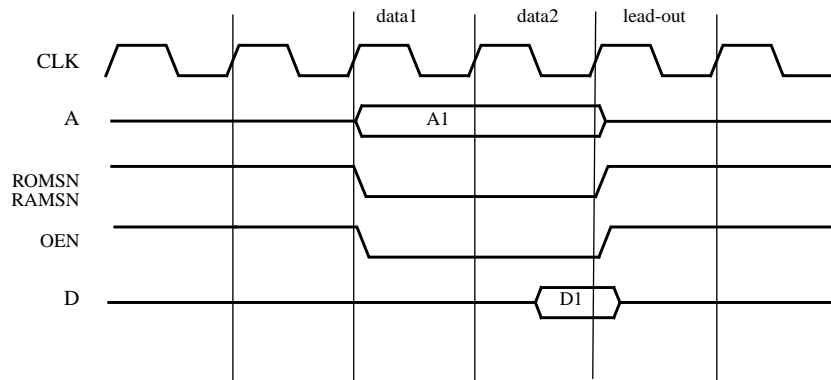 data1 data2 lead-out
CLK
A A1
ROMSN
RAMSN
OEN
D D1